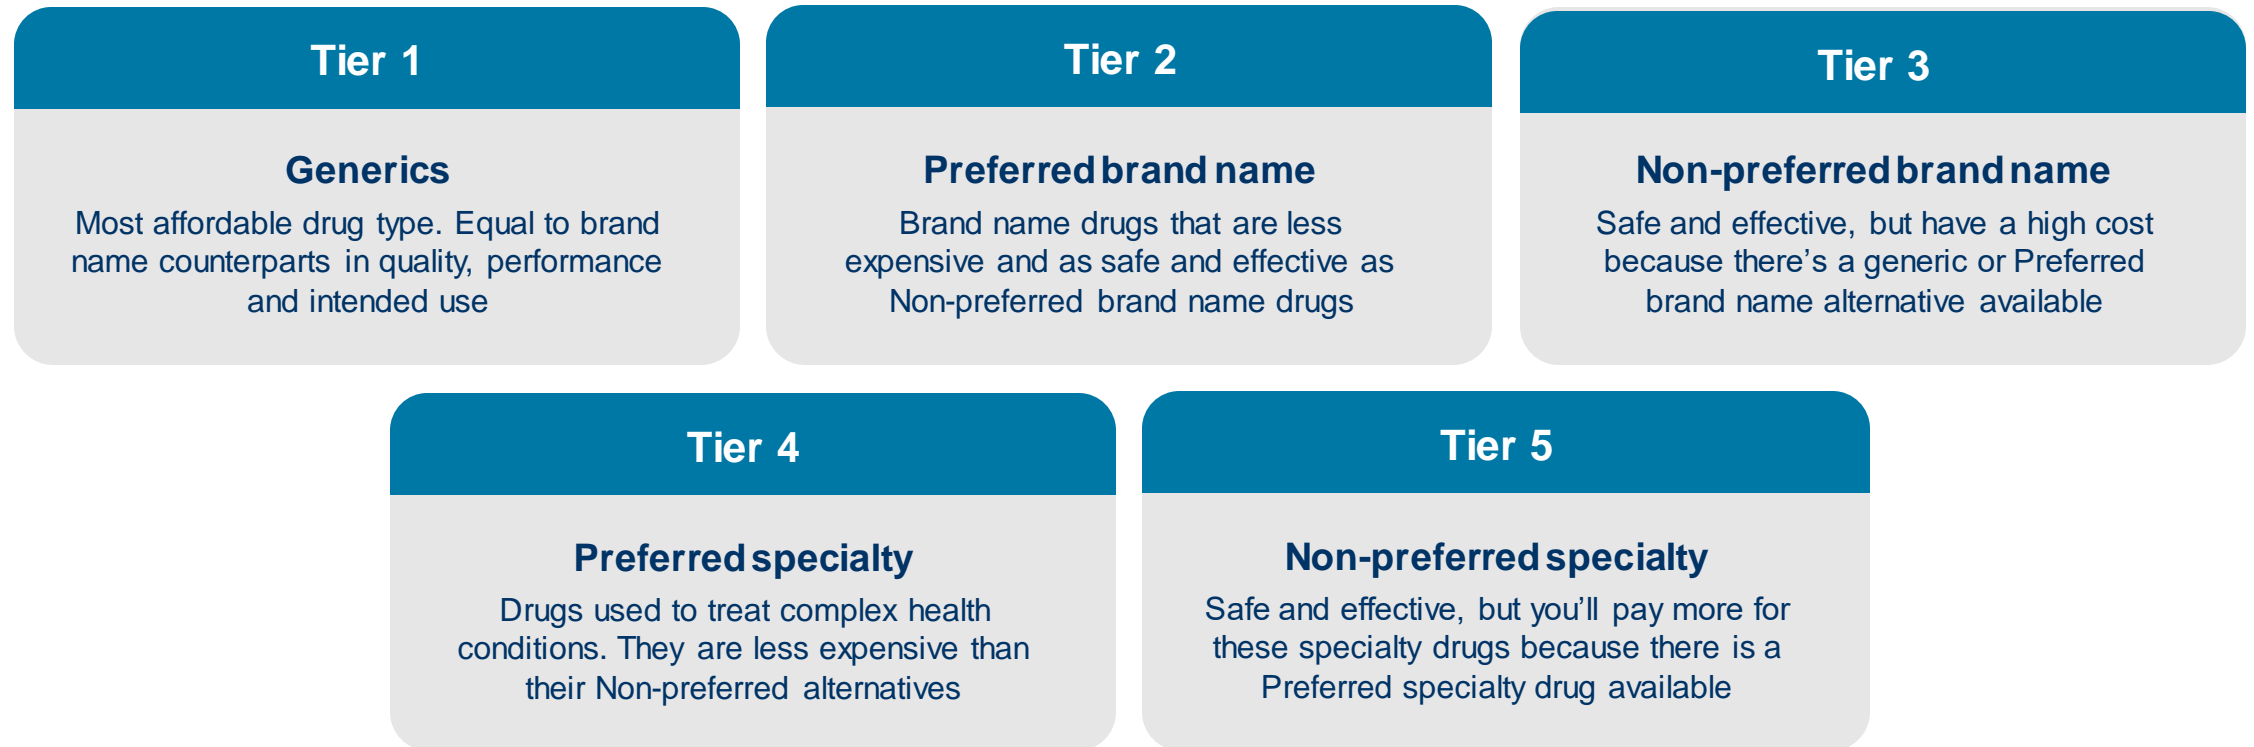 Tier 1
Generics
Most affordable drug type. Equal to brand
name counterparts in quality, performance
and intended use
Tier 2
Preferred brand name
Brand name drugs that are less
expensive and as safe and effective as
Non-preferred brand name drugs
Tier 3
Non-preferred brand name
Safe and effective, but have a high cost
because there’s a generic or Preferred
brand name alternative available
Tier 4
Preferred specialty
Drugs used to treat complex health
conditions. They are less expensive than
their Non-preferred alternatives
Tier 5
Non-preferred specialty
Safe and effective, but you’ll pay more for
these specialty drugs because there is a
Preferred specialty drug available